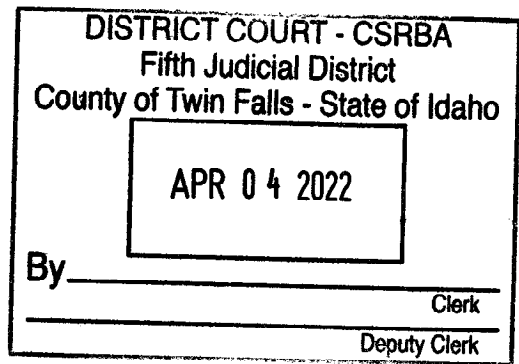 DISTRICT COURT - CSRBA
Fifth Judicial District
County of Twin Falls - State of Idaho
APR 04 2022
By
Clerk
Deputy Clerk